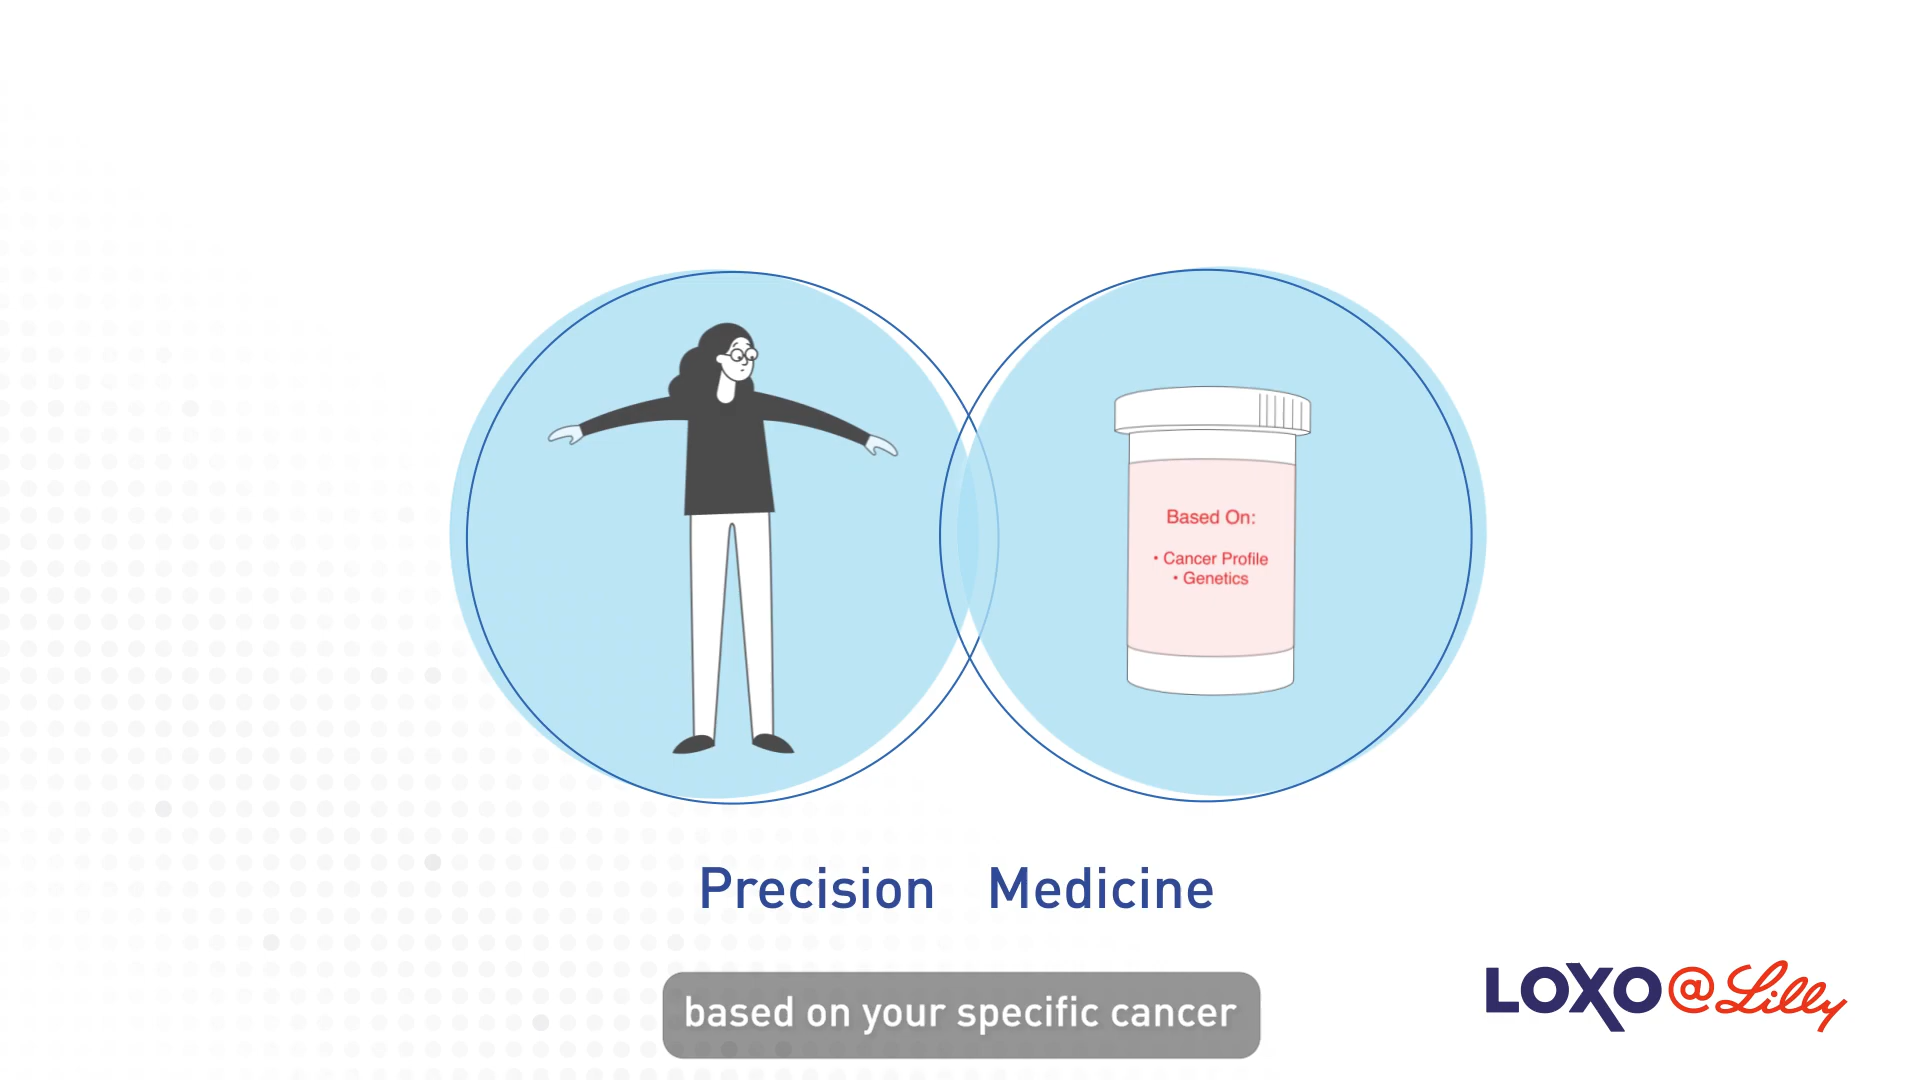 Based On:
• Cancer Profile
• Genetics
Precision Medicine
based on your specific cancer
LOXO@Lilly